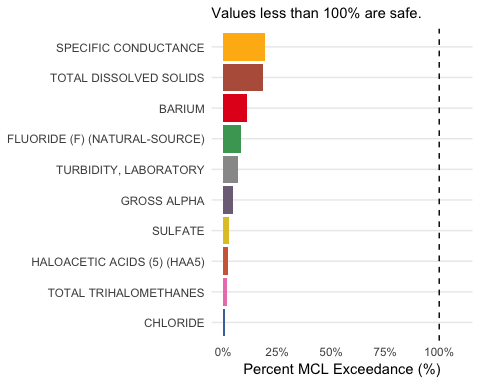 Values less than 100% are safe.
SPECIFIC CONDUCTANCE
TOTAL DISSOLVED SOLIDS
BARIUM
FLUORIDE (F) (NATURAL-SOURCE)
TURBIDITY, LABORATORY
GROSS ALPHA
SULFATE
HALOACETIC ACIDS (5) (HAA5)
TOTAL TRIHALOMETHANES
CHLORIDE
0% 25% 50% 75% 100%
Percent MCL Exceedance (%)